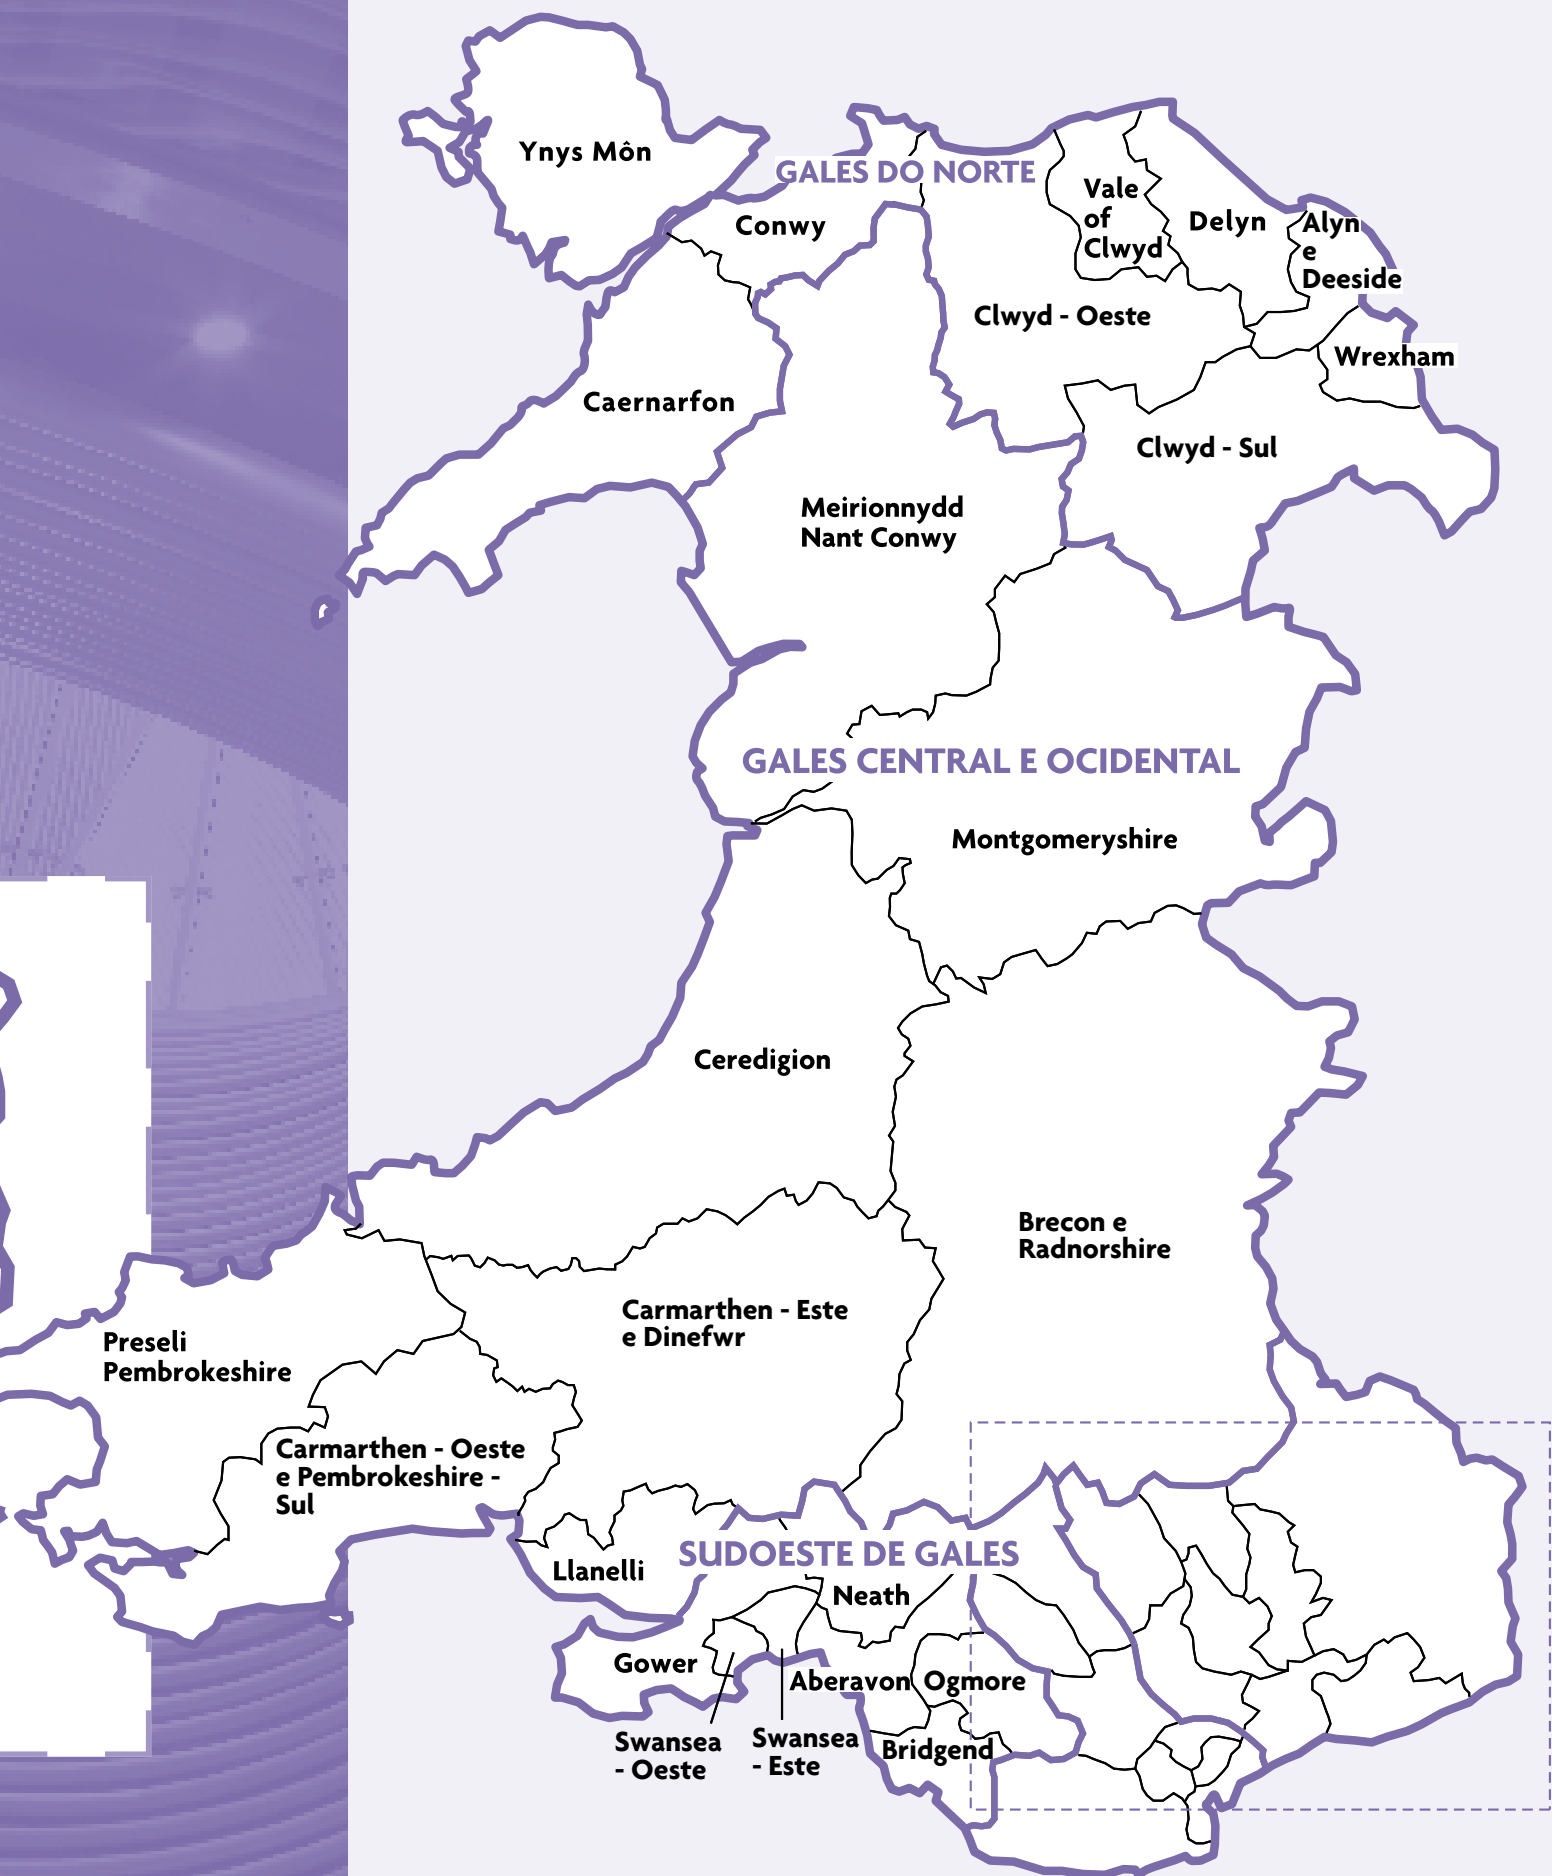 Ynys Môn
GALES DO NORTE
Conwy
Vale
of
Clwyd
Delyn
Alyn
e
Deeside
Clwyd - Oeste
Wrexham
Caernarfon
Clwyd - Sul
Meirionnydd
Nant Conwy
GALES CENTRAL E OCIDENTAL
Montgomeryshire
Ceredigion
Brecon e
Radnorshire
Carmarthen - Este
e Dinefwr
Preseli
Pembrokeshire
Carmarthen - Oeste
e Pembrokeshire -
Sul
SUDOESTE DE GALES
Llanelli
Neath
Gower
Aberavon
Ogmore
Swansea
- Oeste
Swansea
- Este
Bridgend